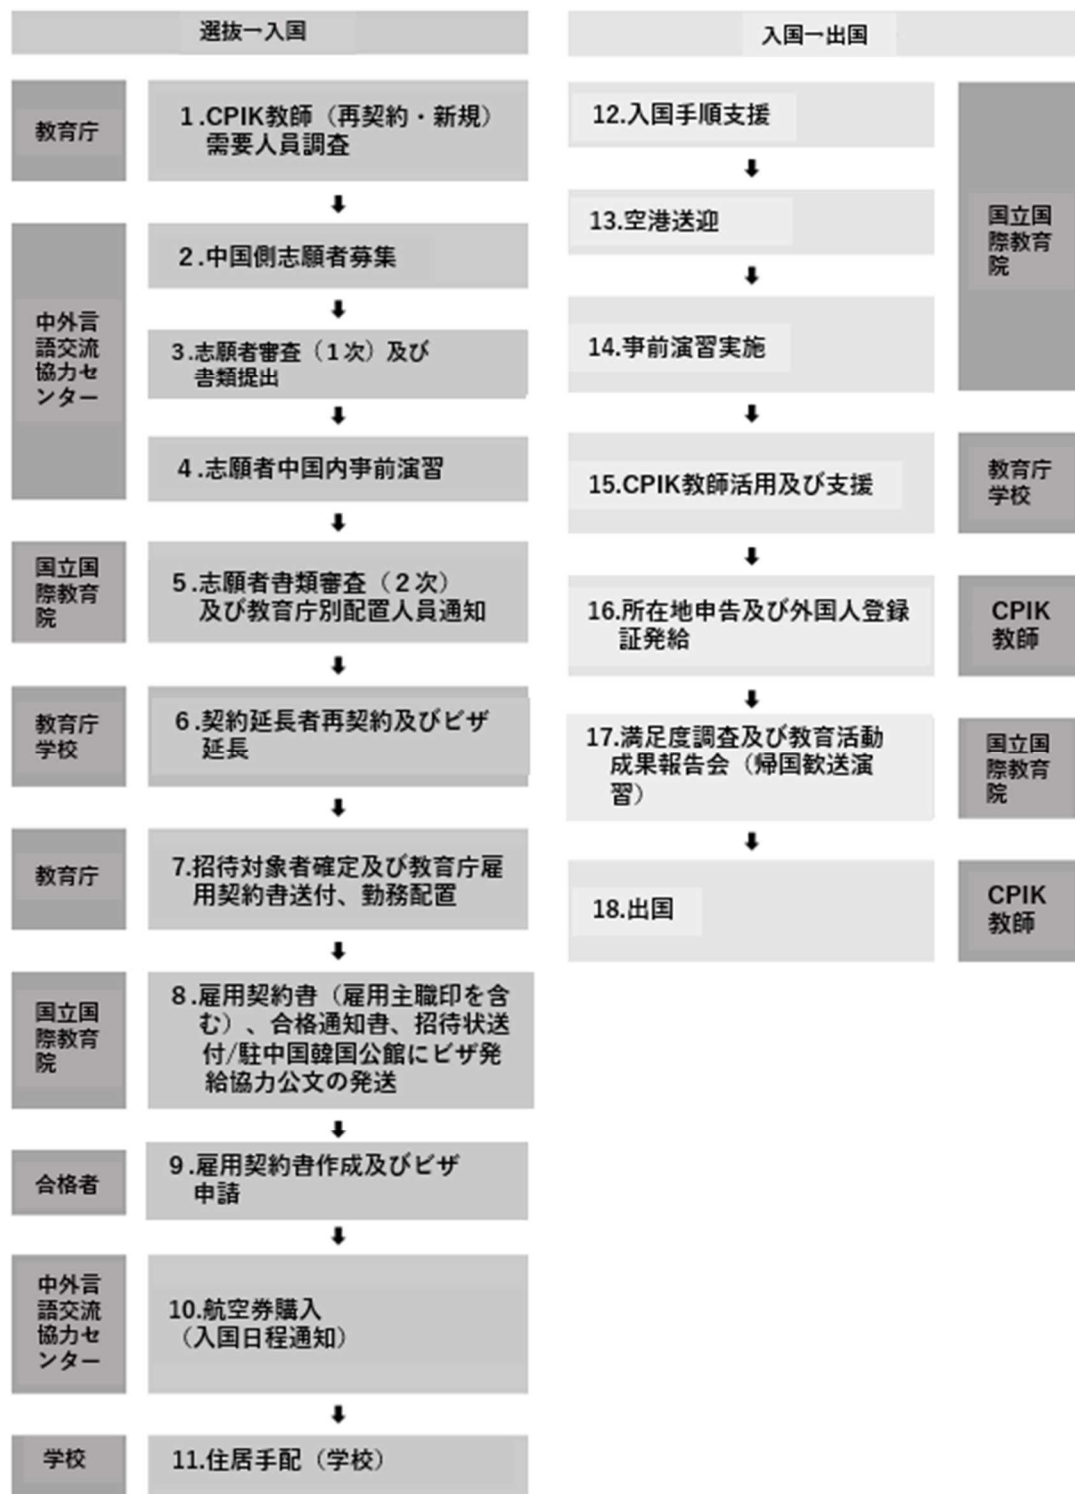 選抜→入国
教育庁
1.CPIK教師（再契約・新規）
需要人員調査
中外言
語交流
協力セ
ンター
2.中国側志願者募集
3.志願者審査（1次）及び
書類提出
4.志願者中国内事前演習
国立国
際教育
院
5.志願者書類審査（2次）
及び教育庁別配置人員通知
教育庁
学校
6.契約延長者再契約及びビザ
延長
教育庁
7.招待対象者確定及び教育庁雇
用契約書送付、勤務配置
国立国
際教育
院
8.雇用契約書（雇用主職印を含
む）、合格通知書、招待状送
付/駐中国韓国公館にビザ発
給協力公文の発送
合格者
9.雇用契約書作成及びビザ
申請
中外言
語交流
協力セ
ンター
10.航空券購入
（入国日程通知）
学校
11.住居手配（学校）
入国→出国
12.入国手順支援
13.空港送迎
14.事前演習実施
国立国
際教育
院
15.CPIK教師活用及び支援
教育庁
学校
16.所在地申告及び外国人登録
証発給
CPIK
教師
17.満足度調査及び教育活動
成果報告会（帰国歓送演
習）
国立国
際教育
院
18.出国
CPIK
教師